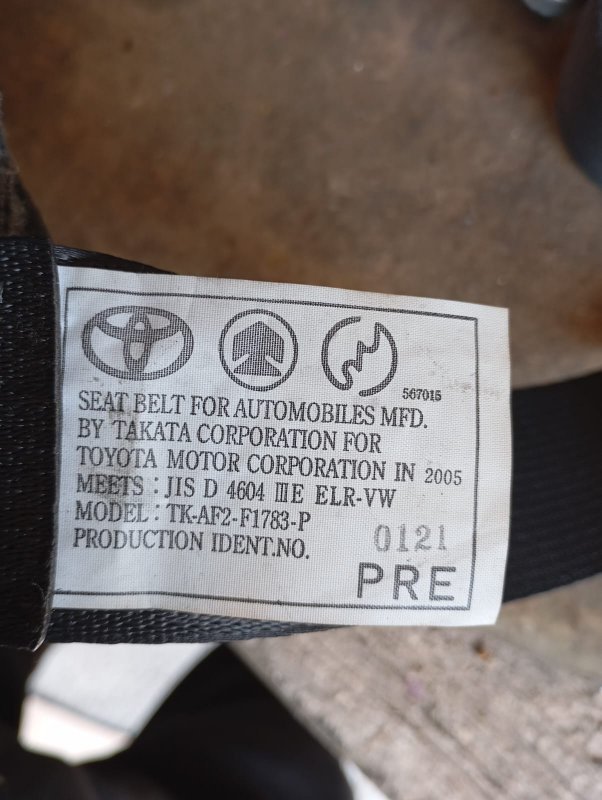 567015
SEAT BELT FOR AUTOMOBILES MFD.
BY TAKATA CORPORATION FOR
TOYOTA MOTOR CORPORATION IN 2005
MEETS : JIS D 4604 ⅢE ELR-VW
MODEL : TK-AF2-F1783-P
PRODUCTION IDENT.NO. 0121
PRE